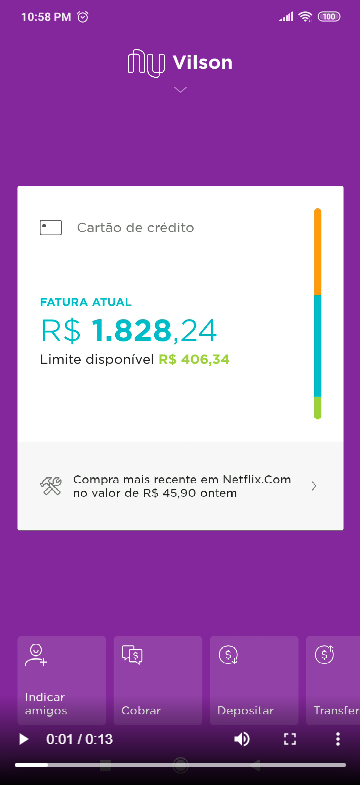 10:58 PM
100
nu Vilson
Cartão de crédito
FATURA ATUAL
R$ 1.828,24
Limite disponível R$ 406,34
Compra mais recente em Netflix.Com
no valor de R$ 45,90 ontem
Indicar
amigos
Cobrar
Depositar
Transfer
0:01 / 0:13